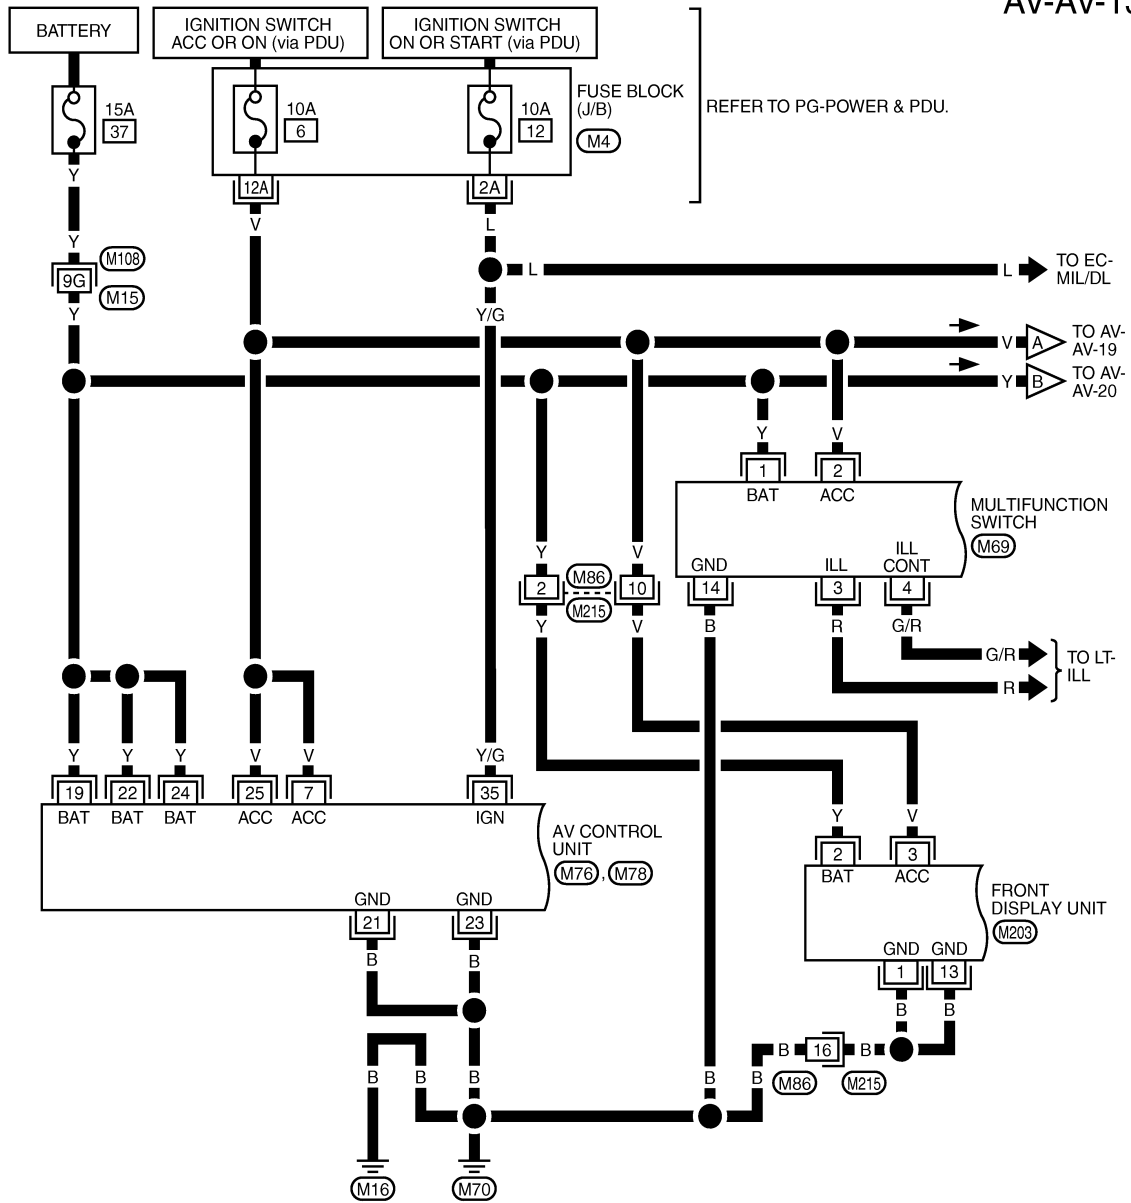 AV-AV-13
BATTERY
IGNITION SWITCH
ACC OR ON (via PDU)
IGNITION SWITCH
ON OR START (via PDU)
15A
37
10A
6
10A
12
FUSE BLOCK
(J/B)
M4
REFER TO PG-POWER & PDU.
12A
2A
Y
V
L
Y
M108
9G
M15
L
L
TO EC-
MIL/DL
Y
Y/G
V
A
TO AV-
AV-19
Y
B
TO AV-
AV-20
Y
V
1
2
BAT
ACC
MULTIFUNCTION
SWITCH
M69
GND
ILL
ILL
CONT
14
3
4
Y
V
2
M86
10
M215
Y
V
B
R
G/R
G/R
R
TO LT-
ILL
Y
Y
Y
V
V
Y/G
19
22
24
25
7
35
BAT
BAT
BAT
ACC
ACC
IGN
AV CONTROL
UNIT
M76 , M78
GND
GND
21
23
Y
V
2
3
BAT
ACC
FRONT
DISPLAY UNIT
M203
GND
GND
1
13
B
B
B
B
B
16
B
M86
M215
B
B
B
B
B
M16
M70